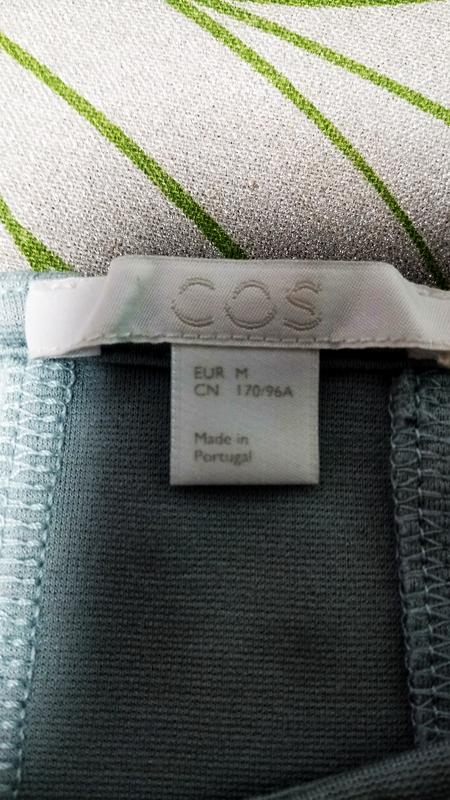 COS
EUR M
CN 170/96A
Made in
Portugal